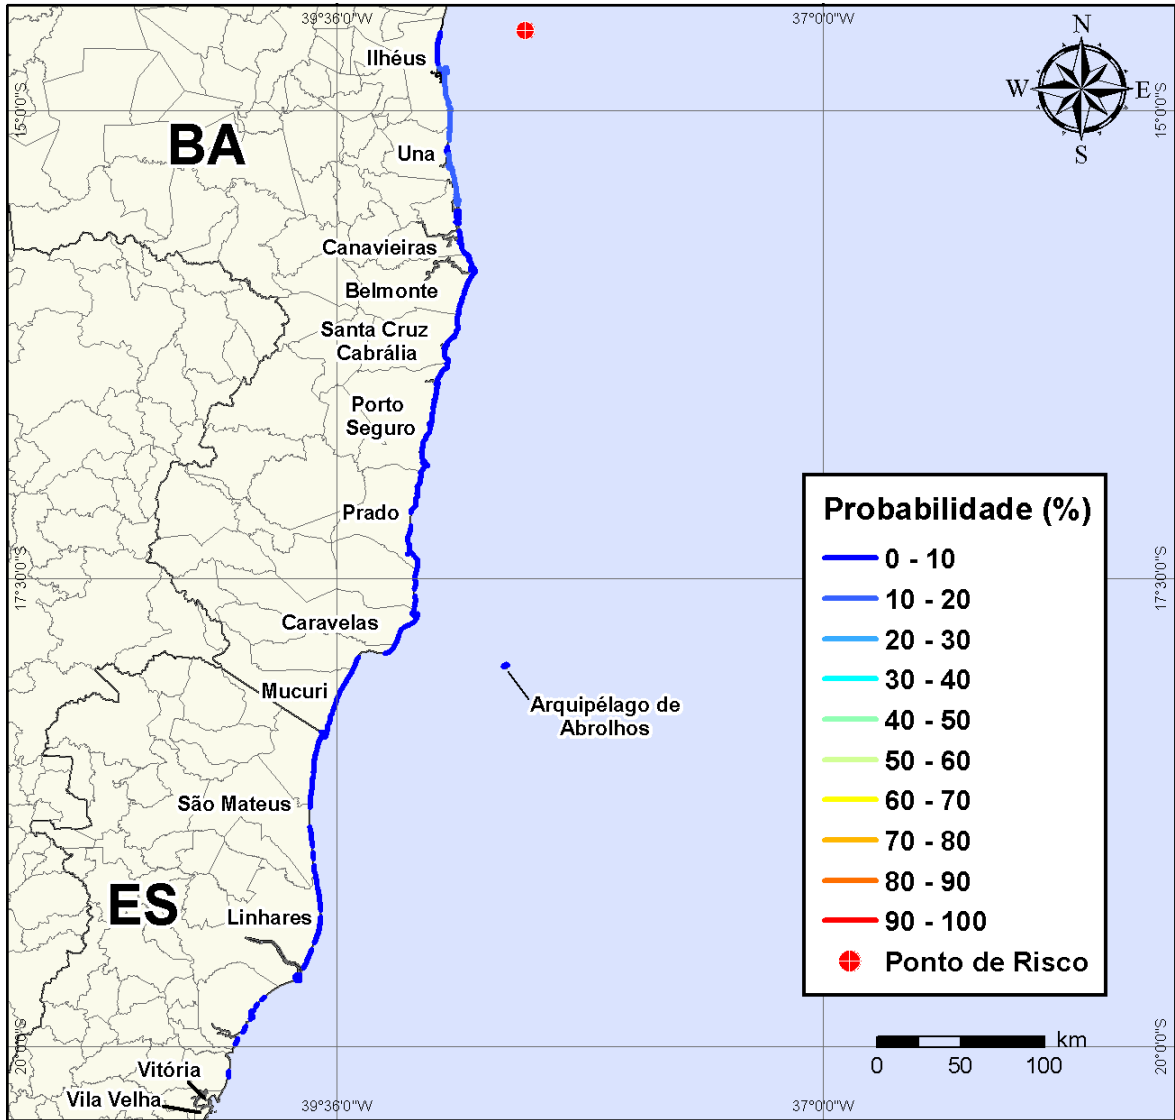 39°36'0"W
37°0'0"W
N
W
E
S
Ilhéus
15°0'0"S
15°0'0"S
BA
Una
Canavieiras
Belmonte
Santa Cruz
Cabrália
Porto
Seguro
Prado
17°30'0"S
17°30'0"S
Caravelas
Mucuri
Arquipélago de
Abrolhos
São Mateus
ES
Linhares
20°0'0"S
20°0'0"S
Vitória
Vila Velha
39°36'0"W
37°0'0"W
Probabilidade (%)
0 - 10
10 - 20
20 - 30
30 - 40
40 - 50
50 - 60
60 - 70
70 - 80
80 - 90
90 - 100
Ponto de Risco
km
0 50 100